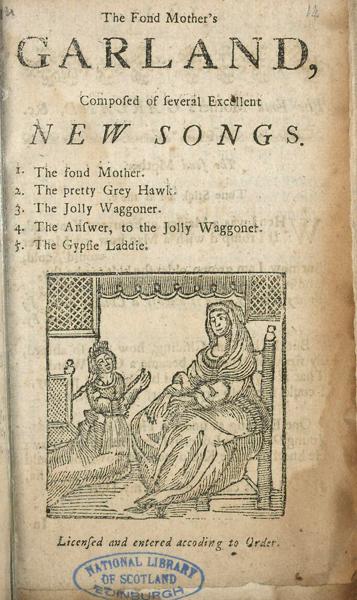 The Fond Mother's
GARLAND,
Compoſed of ſeveral Excellent
NEW SONGS.
1. The fond Mother.
2. The pretty Grey Hawk.
3. The Jolly Waggoner.
4. The Anſwer, to the Jolly Waggoner.
5. The Gypſie Laddie.
Licenſed and entered accoding to Order.
NATIONAL LIBRARY
OF SCOTLAND
EDINBURGH